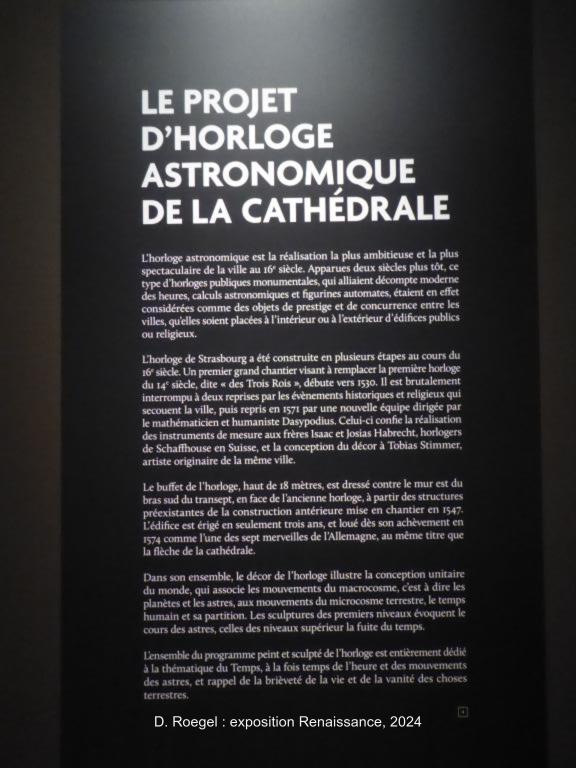 LE PROJET
D'HORLOGE
ASTRONOMIQUE
DE LA CATHÉDRALE
L'horloge astronomique est la réalisation la plus ambitieuse et la plus
spectaculaire de la ville au 16e siècle. Apparues deux siècles plus tôt, ce
type d'horloges publiques monumentales, qui alliaient décompte moderne
des heures, calculs astronomiques et figurines automates, étaient en effet
considérées comme des objets de prestige et de concurrence entre les
villes, qu'elles soient placées à l'intérieur ou à l'extérieur d'édifices publics
ou religieux.
L'horloge de Strasbourg a été construite en plusieurs étapes au cours du
16e siècle. Un premier grand chantier visant à remplacer la première horloge
du 14e siècle, dite « des Trois Rois », débute vers 1530. Il est brutalement
interrompu à deux reprises par les évènements historiques et religieux qui
secouent la ville, puis repris en 1571 par une nouvelle équipe dirigée par
le mathématicien et humaniste Dasypodius. Celui-ci confie la réalisation
des instruments de mesure aux frères Isaac et Josias Habrecht, horlogers
de Schaffhouse en Suisse, et la conception du décor à Tobias Stimmer,
artiste originaire de la même ville.
Le buffet de l'horloge, haut de 18 mètres, est dressé contre le mur est du
bras sud du transept, en face de l'ancienne horloge, à partir des structures
préexistantes de la construction antérieure mise en chantier en 1547.
L'édifice est érigé en seulement trois ans, et loué dès son achèvement en
1574 comme l'une des sept merveilles de l'Allemagne, au même titre que
la flèche de la cathédrale.
Dans son ensemble, le décor de l'horloge illustre la conception unitaire
du monde, qui associe les mouvements du macrocosme, c'est à dire les
planètes et les astres, aux mouvements du microcosme terrestre, le temps
humain et sa partition. Les sculptures des premiers niveaux évoquent le
cours des astres, celles des niveaux supérieur la fuite du temps.
L'ensemble du programme peint et sculpté de l'horloge est entièrement dédié
à la thématique du Temps, à la fois temps de l'heure et des mouvements
des astres, et rappel de la brièveté de la vie et de la vanité des choses
terrestres.
D. Roegel : exposition Renaissance, 2024